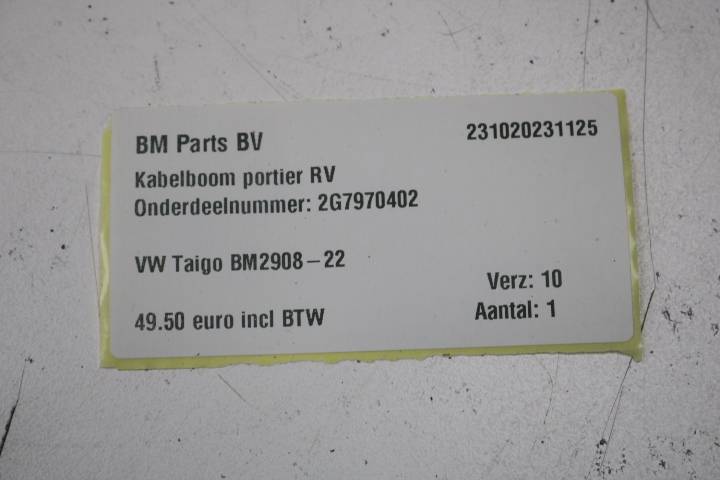 BM Parts BV 231020231125
Kabelboom portier RV
Onderdeelnummer: 2G7970402
VW Taigo BM2908-22
Verz: 10
49.50 euro incl BTW Aantal: 1